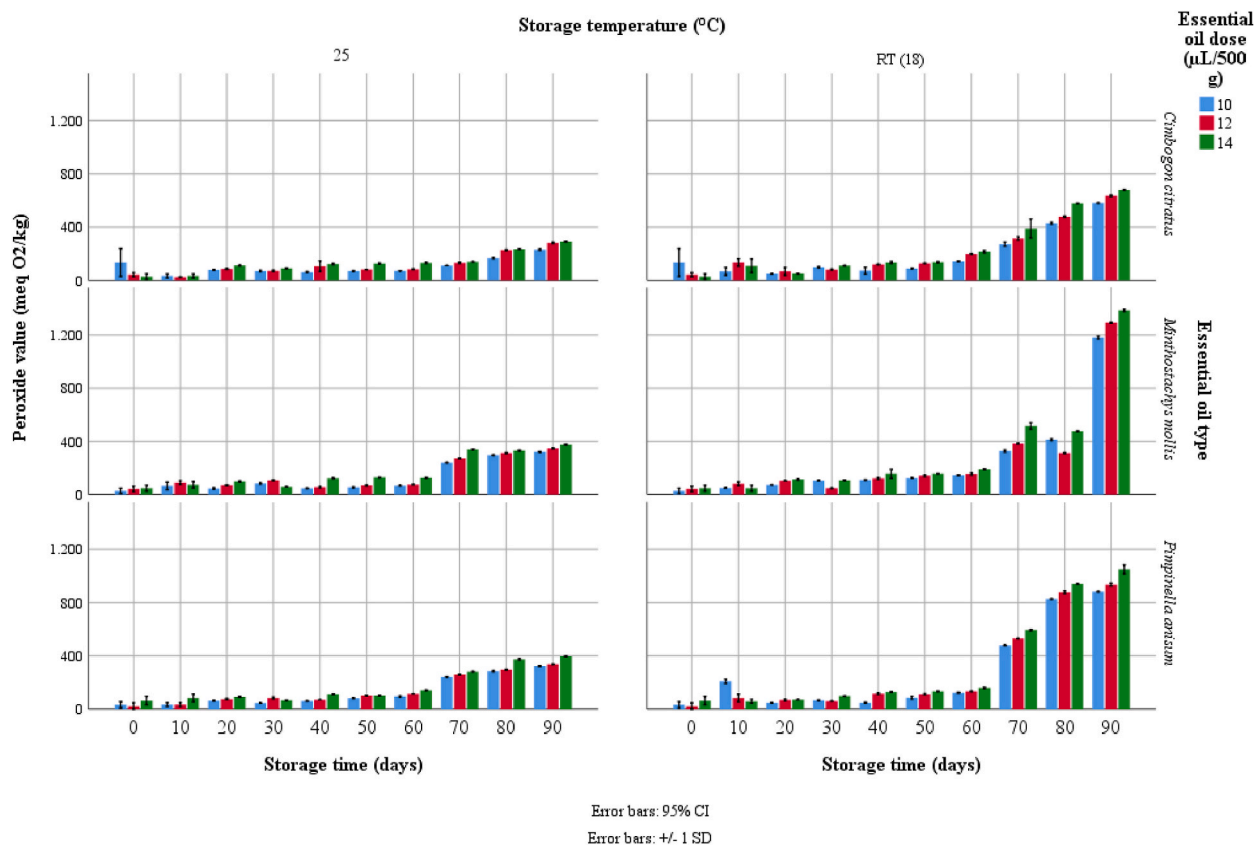 Storage temperature (°C)
25
RT (18)
Essential
oil dose
(µL/500
g)
10
12
14
Peroxide value (meq O2/kg)
1.200
800
400
0
1.200
800
400
0
1.200
800
400
0
Cimbogon citratus
Minthostachys mollis
Pimpinella anisum
Essential oil type
0 10 20 30 40 50 60 70 80 90
0 10 20 30 40 50 60 70 80 90
Storage time (days)
Storage time (days)
Error bars: 95% CI
Error bars: +/- 1 SD